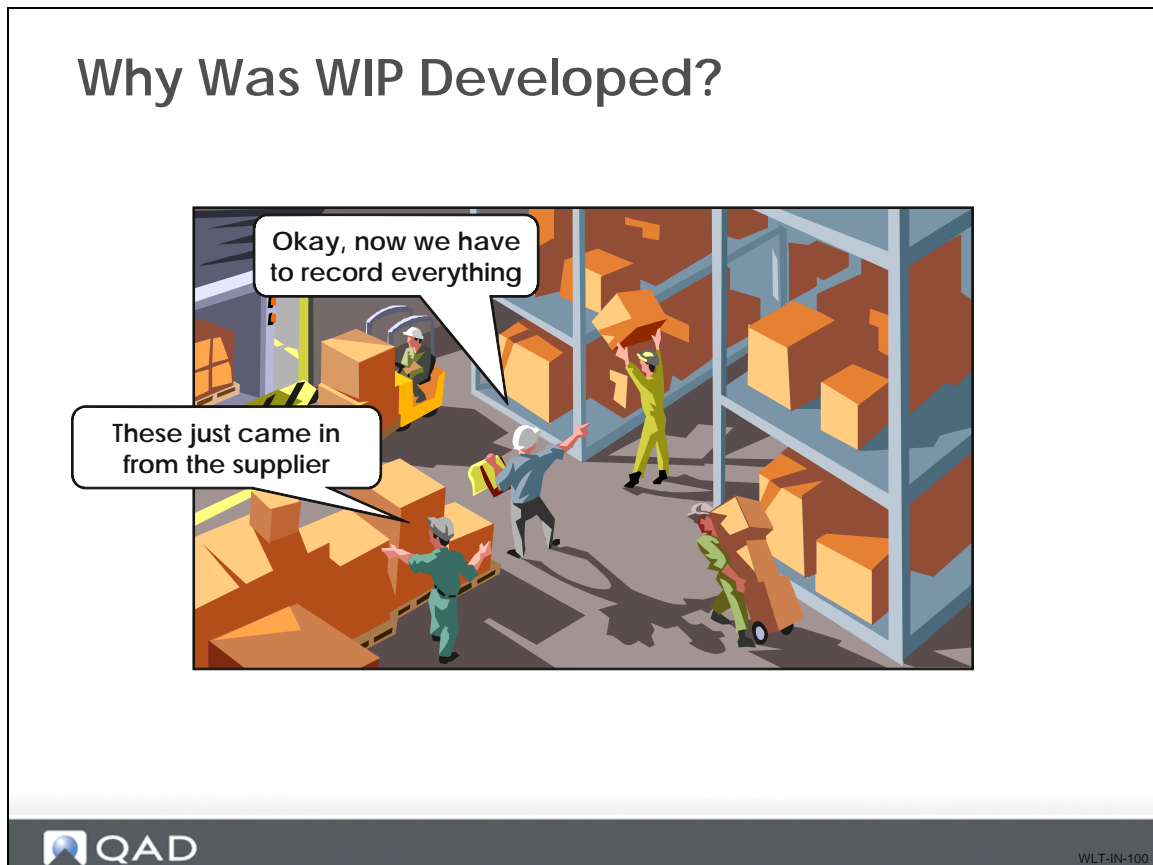 Why Was WIP Developed?
Okay, now we have
to record everything
These just came in
from the supplier
QAD
WLT-IN-100